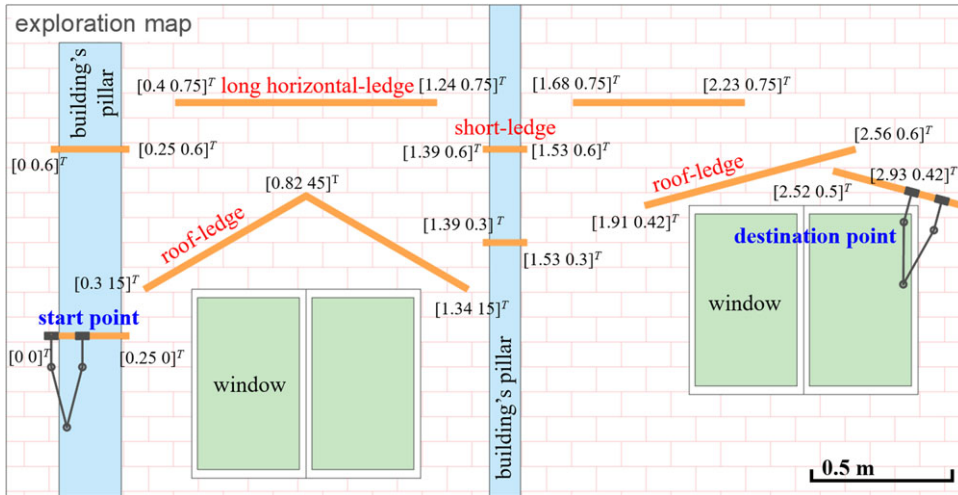 exploration map
building's
pillar
[0.4 0.75]ᵀ
long horizontal-ledge
[1.24 0.75]ᵀ
[1.68 0.75]ᵀ
[2.23 0.75]ᵀ
short-ledge
[0 0.6]ᵀ
[0.25 0.6]ᵀ
[1.39 0.6]ᵀ
[1.53 0.6]ᵀ
[2.56 0.6]ᵀ
roof-ledge
[0.82 45]ᵀ
[2.93 0.42]ᵀ
[2.52 0.5]ᵀ
roof-ledge
[1.39 0.3]ᵀ
[1.91 0.42]ᵀ
destination point
[1.53 0.3]ᵀ
[0.3 15]ᵀ
[1.34 15]ᵀ
window
start point
[0 0]ᵀ
[0.25 0]ᵀ
window
building's pillar
0.5 m